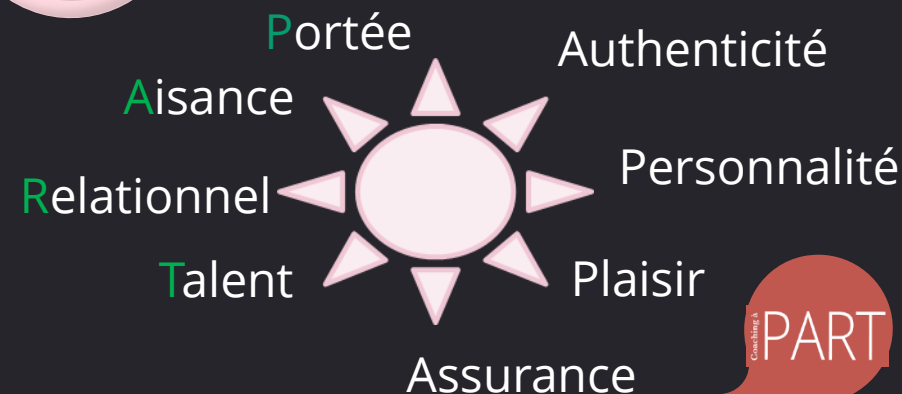 Portée
Authenticité
Aisance
Personnalité
Relationnel
Talent
Plaisir
Assurance
Coaching à
PART